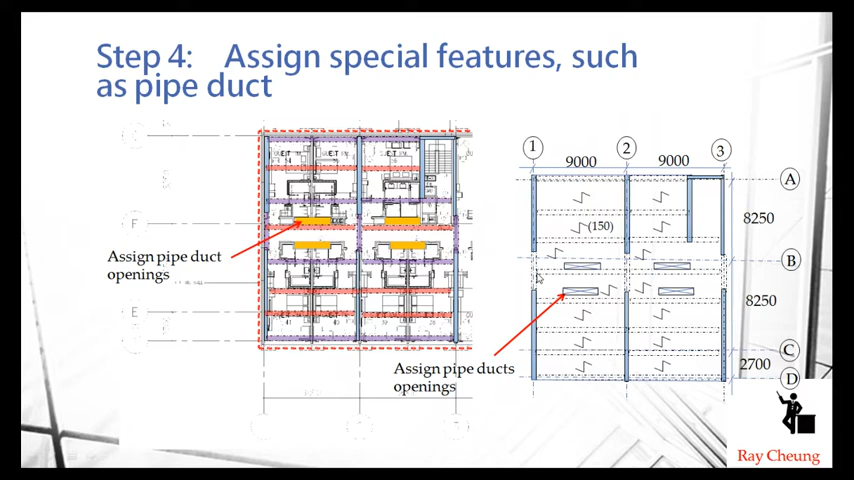 Step 4: Assign special features, such
as pipe duct
1
2
3
9000
9000
A
8250
(150)
B
8250
C
2700
D
F
E
Assign pipe duct
openings
Assign pipe ducts
openings
Ray Cheung